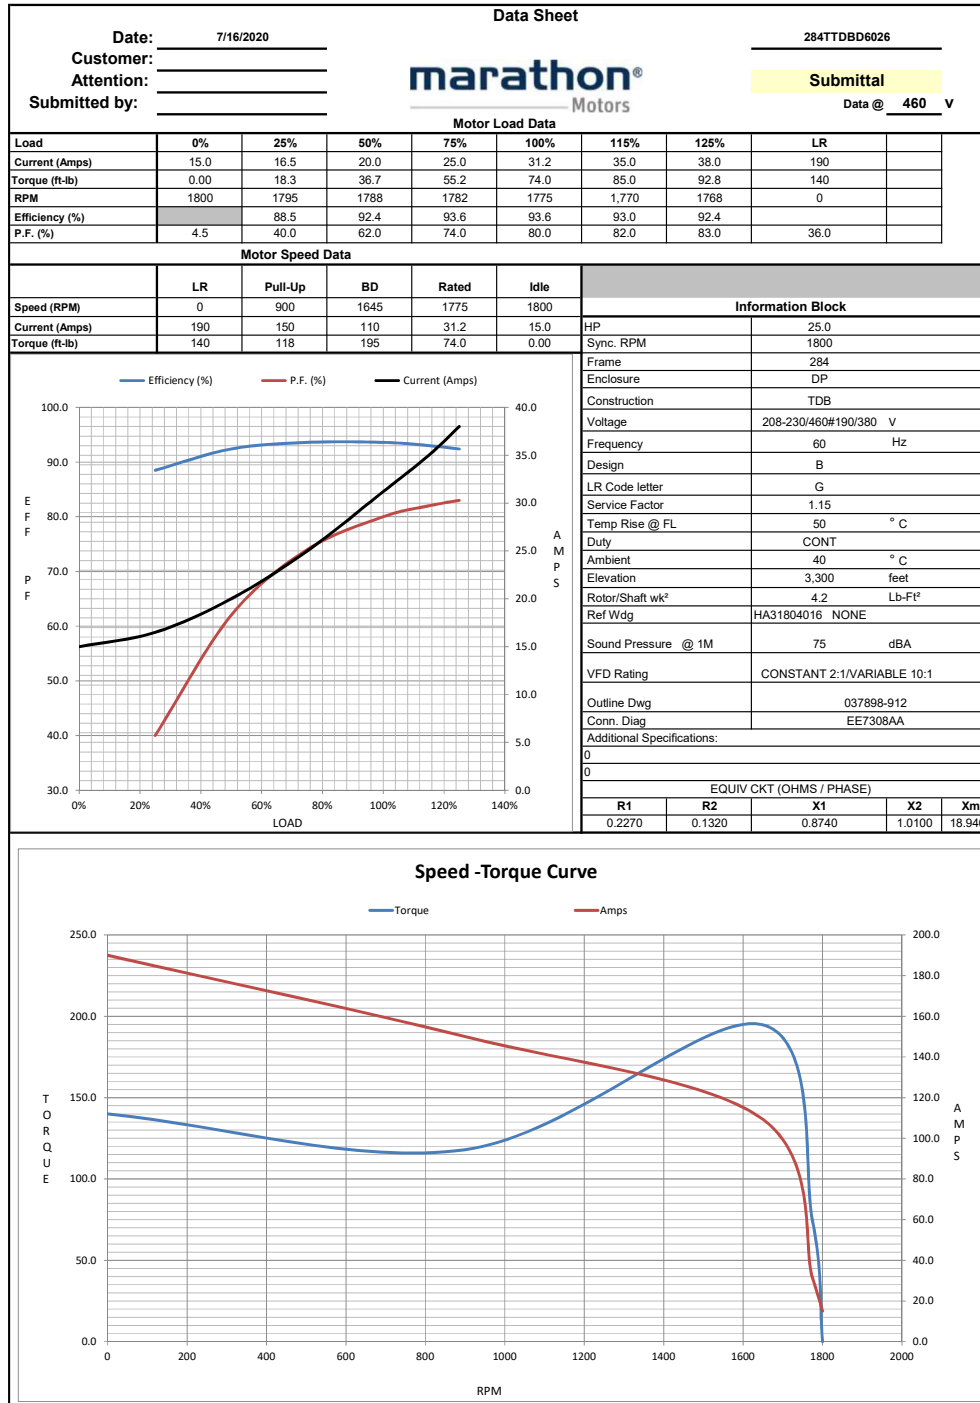 Data Sheet
Date: 7/16/2020 284TTDBD6026
Customer:
Attention: Submittal
Submitted by: Data @ 460 V
marathon®
Motors
Motor Load Data
Load 0% 25% 50% 75% 100% 115% 125% LR
Current (Amps) 15.0 16.5 20.0 25.0 31.2 35.0 38.0 190
Torque (ft-lb) 0.00 18.3 36.7 55.2 74.0 85.0 92.8 140
RPM 1800 1795 1788 1782 1775 1,770 1768 0
Efficiency (%) 88.5 92.4 93.6 93.6 93.0 92.4
P.F. (%) 4.5 40.0 62.0 74.0 80.0 82.0 83.0 36.0
Motor Speed Data
LR Pull-Up BD Rated Idle
Speed (RPM) 0 900 1645 1775 1800
Current (Amps) 190 150 110 31.2 15.0
Torque (ft-lb) 140 118 195 74.0 0.00
Information Block
HP 25.0
Sync. RPM 1800
Frame 284
Enclosure DP
Construction TDB
Voltage 208-230/460#190/380 V
Frequency 60 Hz
Design B
LR Code letter G
Service Factor 1.15
Temp Rise @ FL 50 ° C
Duty CONT
Ambient 40 ° C
Elevation 3,300 feet
Rotor/Shaft wk² 4.2 Lb-Ft²
Ref Wdg HA31804016 NONE
Sound Pressure @ 1M 75 dBA
VFD Rating CONSTANT 2:1/VARIABLE 10:1
Outline Dwg 037898-912
Conn. Diag EE7308AA
Additional Specifications:
0
0
EQUIV CKT (OHMS / PHASE)
R1 R2 X1 X2 Xm
0.2270 0.1320 0.8740 1.0100
Efficiency (%) P.F. (%) Current (Amps)
100.0
90.0
80.0
70.0
60.0
50.0
40.0
30.0
EFF PF
40.0
35.0
30.0
25.0
20.0
15.0
10.0
5.0
0.0
AMPS
0% 20% 40% 60% 80% 100% 120% 140%
LOAD
Speed -Torque Curve
Torque Amps
250.0
200.0
150.0
100.0
50.0
0.0
TORQUE
200.0
180.0
160.0
140.0
120.0
100.0
80.0
60.0
40.0
20.0
0.0
AMPS
0 200 400 600 800 1000 1200 1400 1600 1800 2000
RPM